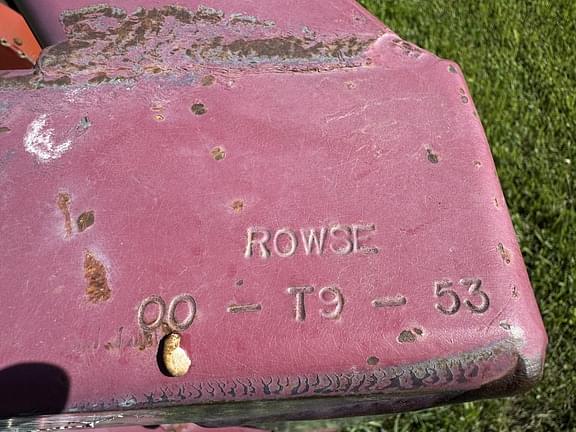 ROWSE
00 - T9 - 53